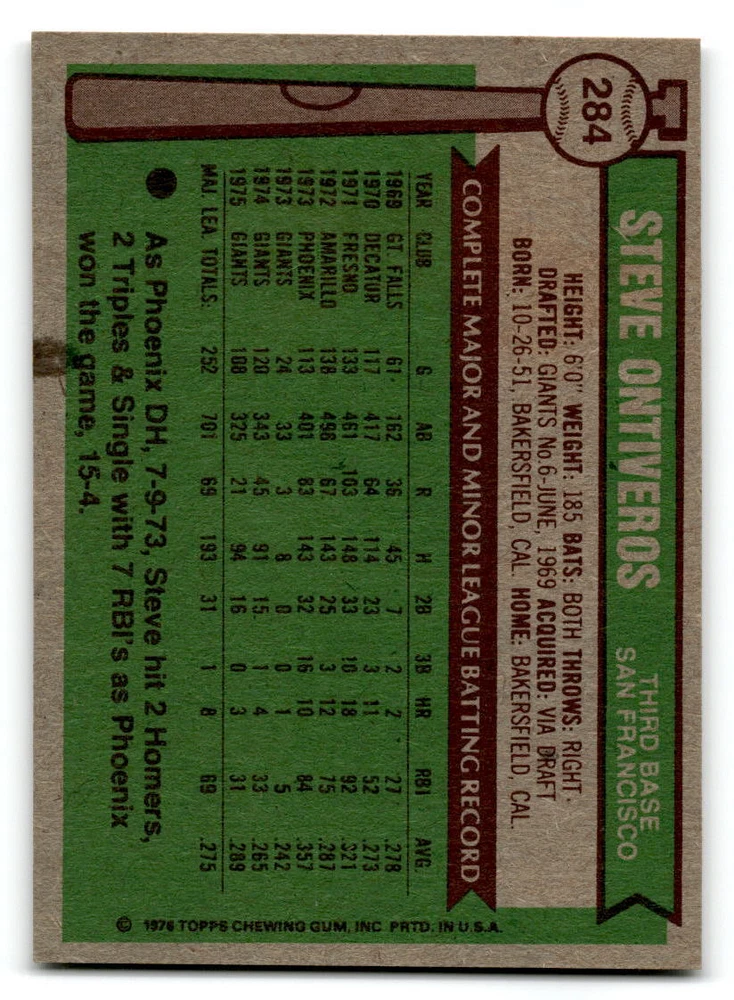 284
STEVE ONTIVEROS
THIRD BASE
SAN FRANCISCO
HEIGHT: 6'0" WEIGHT: 185 BATS: BOTH THROWS: RIGHT
DRAFTED: GIANTS No.6-JUNE, 1969 ACQUIRED: VIA DRAFT
BORN: 10-26-51, BAKERSFIELD, CAL. HOME: BAKERSFIELD, CAL.
COMPLETE MAJOR AND MINOR LEAGUE BATTING RECORD
YEAR CLUB G AB R H 2B 3B HR RBI AVG.
1969 GT. FALLS 61 162 36 45 7 2 2 27 .278
1970 DECATUR 117 417 64 114 23 3 11 52 .273
1971 FRESNO 133 461 103 148 33 10 18 92 .321
1972 AMARILLO 138 498 67 143 25 3 12 75 .287
1973 PHOENIX 113 401 83 143 32 16 10 84 .357
1973 GIANTS 24 33 3 8 0 0 1 5 .242
1974 GIANTS 120 343 45 91 15 1 4 33 .265
1975 GIANTS 108 325 21 94 16 0 3 31 .289
MAJ. LEA. TOTALS: 252 701 69 193 31 1 8 69 .275
As Phoenix DH, 7-9-73, Steve hit 2 Homers,
2 Triples & Single with 7 RBI's as Phoenix
won the game, 15-4.
© 1976 TOPPS CHEWING GUM, INC PRTD. IN U.S.A.